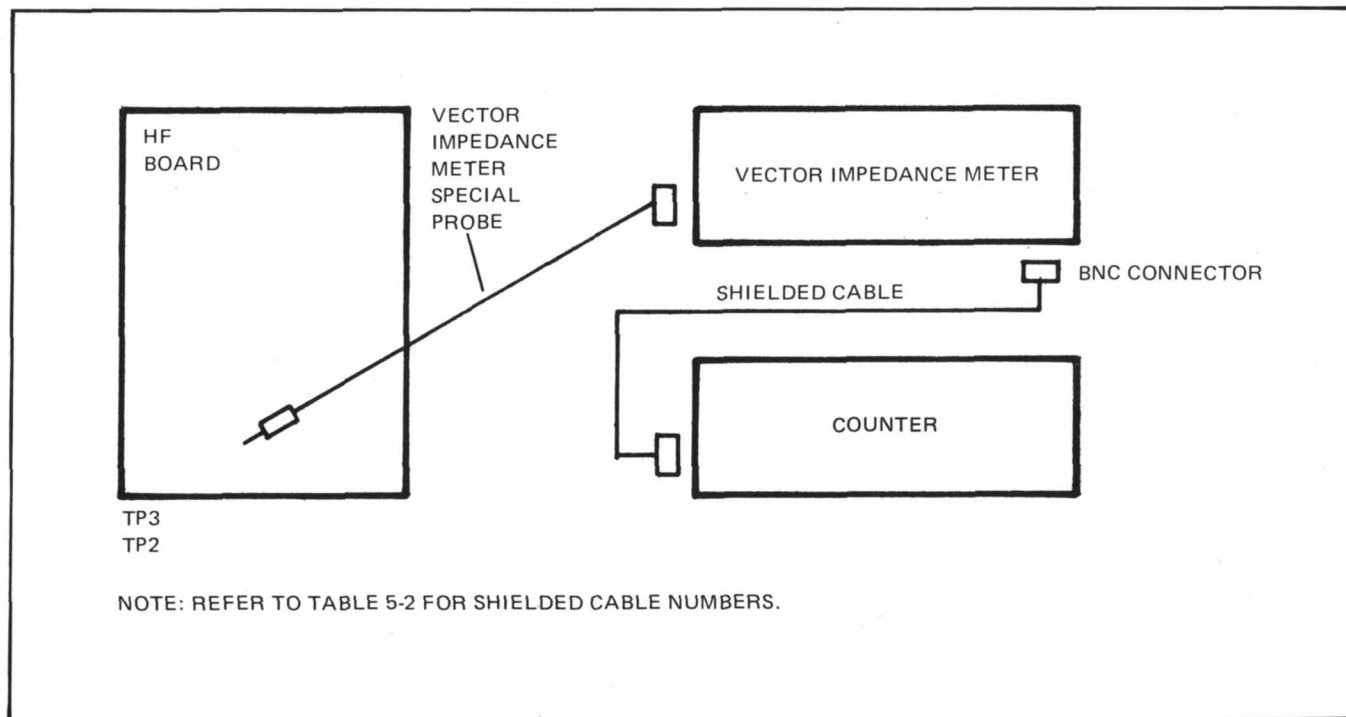 HF
BOARD
VECTOR
IMPEDANCE
METER
SPECIAL
PROBE
VECTOR IMPEDANCE METER
BNC CONNECTOR
SHIELDED CABLE
COUNTER
TP3
TP2
NOTE: REFER TO TABLE 5-2 FOR SHIELDED CABLE NUMBERS.